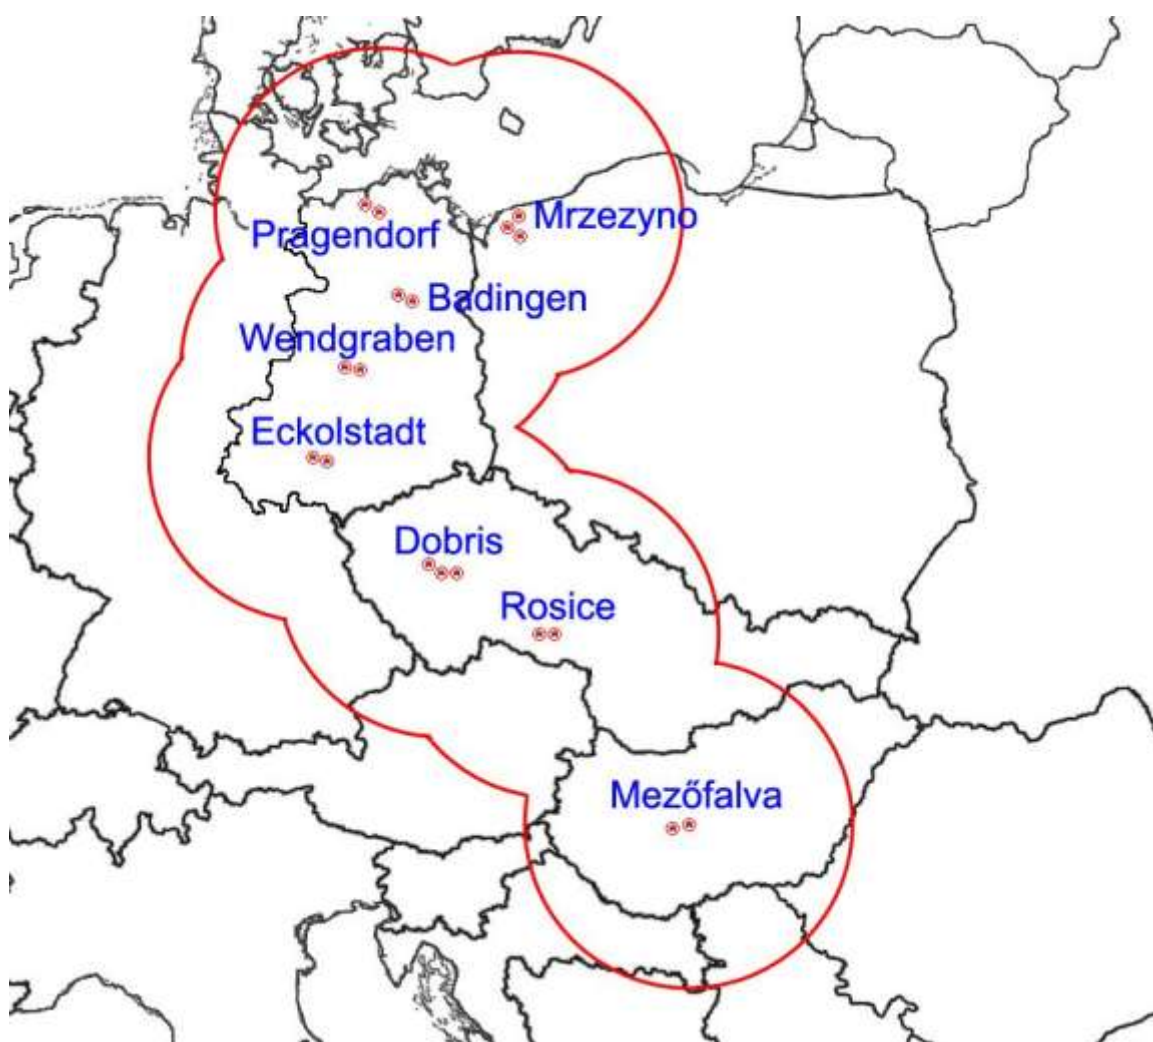 Mrzezyno
Pragendorf
Badingen
Wendgraben
Eckolstadt
Dobris
Rosice
Mezőfalva